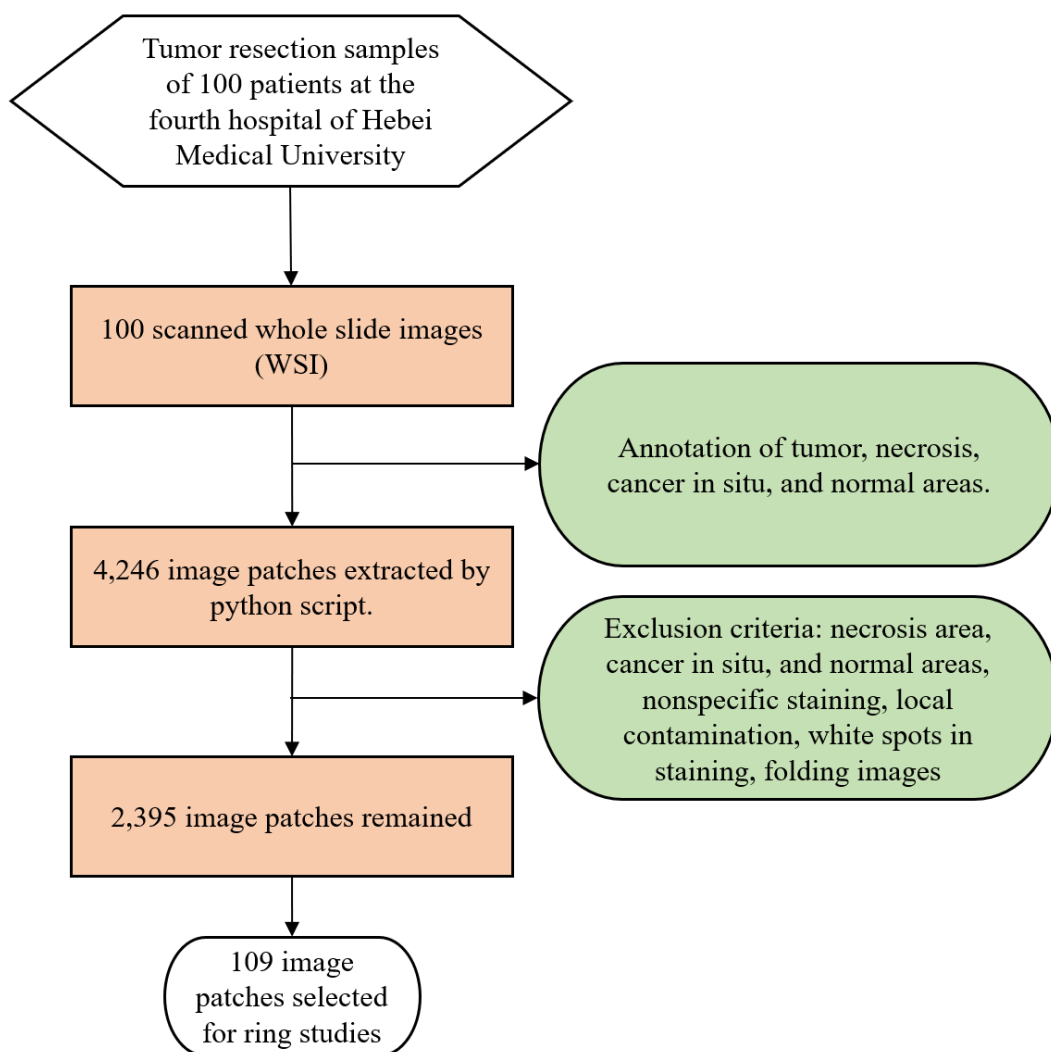 Tumor resection samples
of 100 patients at the
fourth hospital of Hebei
Medical University
100 scanned whole slide images
(WSI)
Annotation of tumor, necrosis,
cancer in situ, and normal areas.
4,246 image patches extracted by
python script.
Exclusion criteria: necrosis area,
cancer in situ, and normal areas,
nonspecific staining, local
contamination, white spots in
staining, folding images
2,395 image patches remained
109 image
patches selected
for ring studies